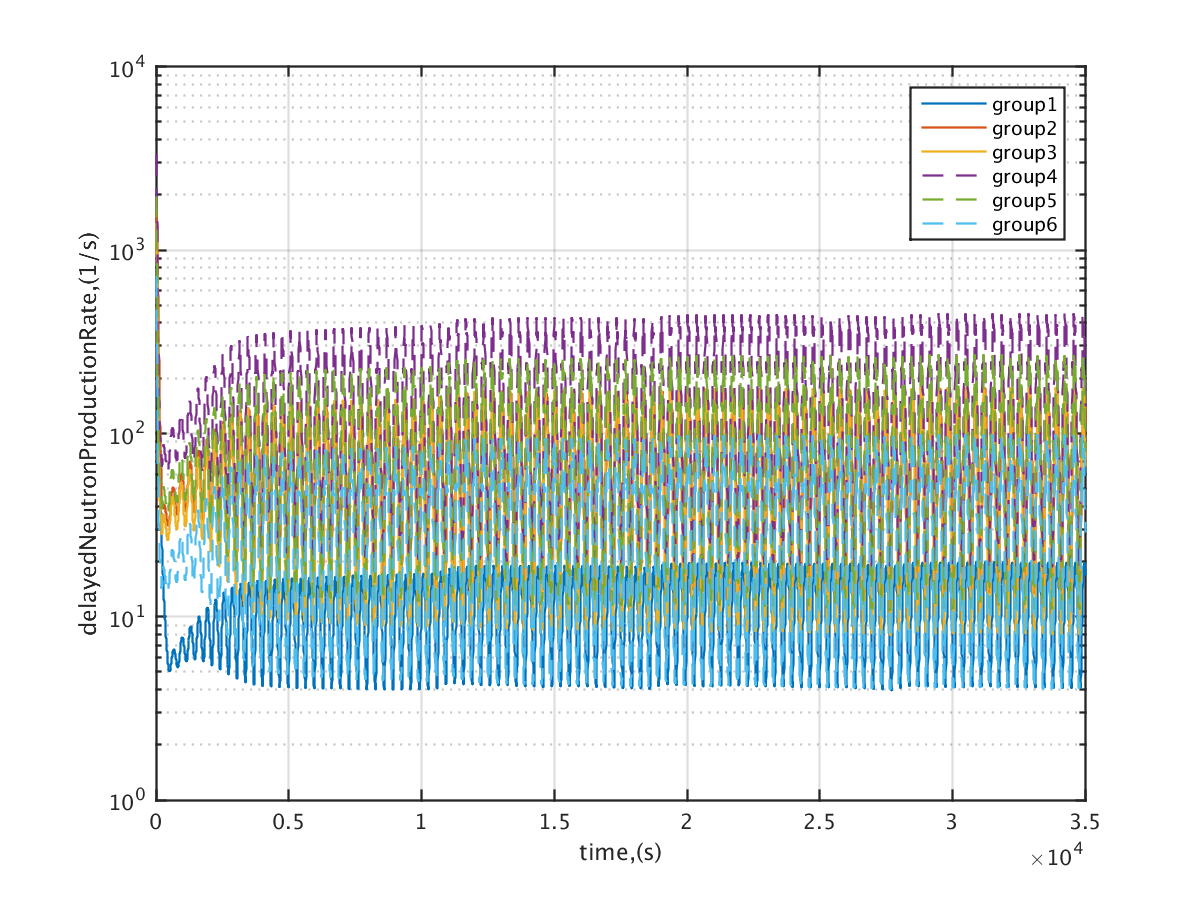 10^4
10^3
10^2
10^1
10^0
delayedNeutronProductionRate,(1/s)
group1
group2
group3
group4
group5
group6
0 0.5 1 1.5 2 2.5 3 3.5
time,(s)
×10^4